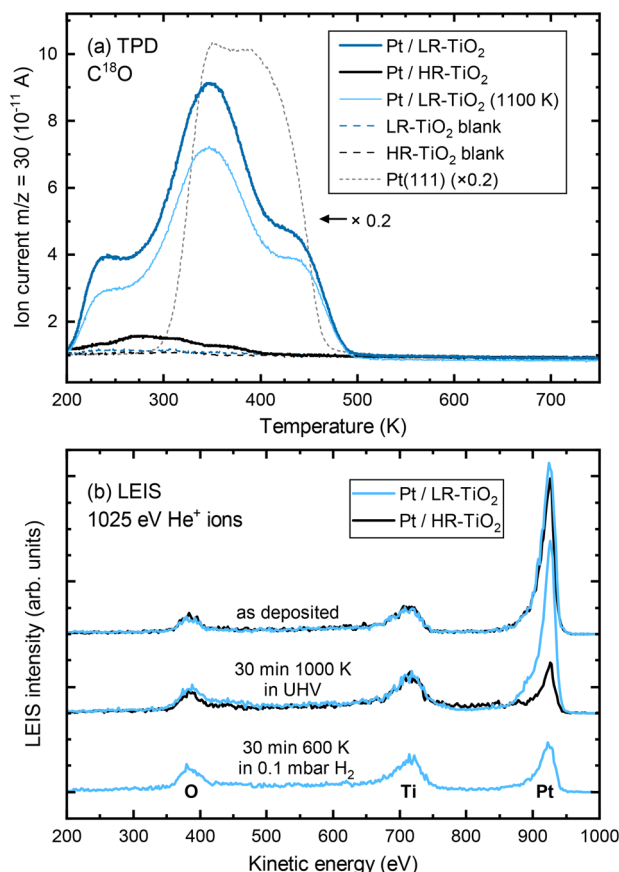 (a) TPD
C¹⁸O
Pt / LR-TiO₂
Pt / HR-TiO₂
Pt / LR-TiO₂ (1100 K)
LR-TiO₂ blank
HR-TiO₂ blank
Pt(111) (×0.2)
× 0.2
Ion current m/z = 30 (10⁻¹¹ A)
10
8
6
4
2
200 300 400 500 600 700
Temperature (K)
(b) LEIS
1025 eV He⁺ ions
Pt / LR-TiO₂
Pt / HR-TiO₂
LEIS intensity (arb. units)
as deposited
30 min 1000 K
in UHV
30 min 600 K
in 0.1 mbar H₂
O Ti Pt
200 300 400 500 600 700 800 900 1000
Kinetic energy (eV)